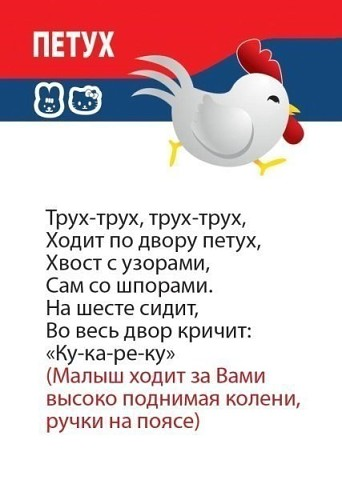 ПЕТУХ
Трух-трух, трух-трух,
Ходит по двору петух,
Хвост с узорами,
Сам со шпорами.
На шесте сидит,
Во весь двор кричит:
«Ку-ка-ре-ку»
(Малыш ходит за Вами
высоко поднимая колени,
ручки на поясе)